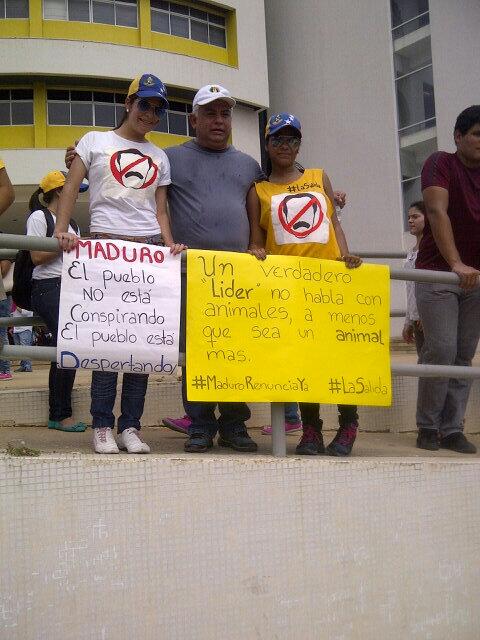 #LaSalida
MADURO
El pueblo
NO está
Conspirando
El pueblo está
Despertando
Un verdadero
"Lider" no habla con
animales, a menos
que sea un animal
mas.
#MaduroRenunciaYa #LaSalida